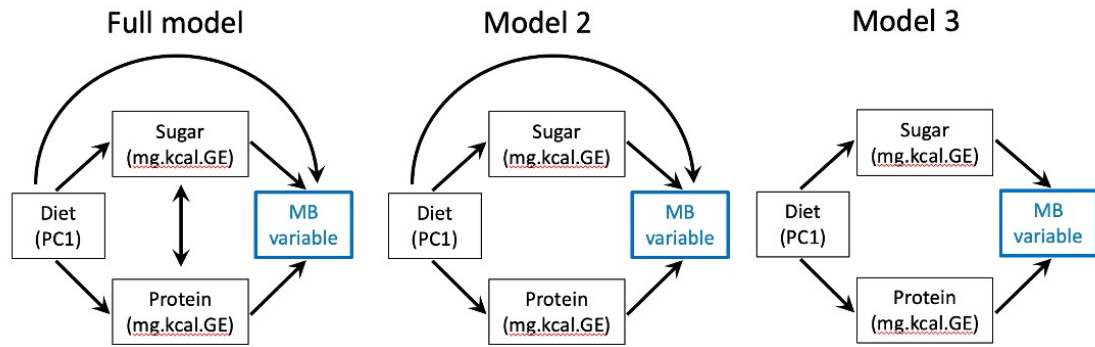 Full model
Sugar
(mg.kcal.GE)
Diet
(PC1)
MB
variable
Protein
(mg.kcal.GE)
Model 2
Sugar
(mg.kcal.GE)
Diet
(PC1)
MB
variable
Protein
(mg.kcal.GE)
Model 3
Sugar
(mg.kcal.GE)
Diet
(PC1)
MB
variable
Protein
(mg.kcal.GE)